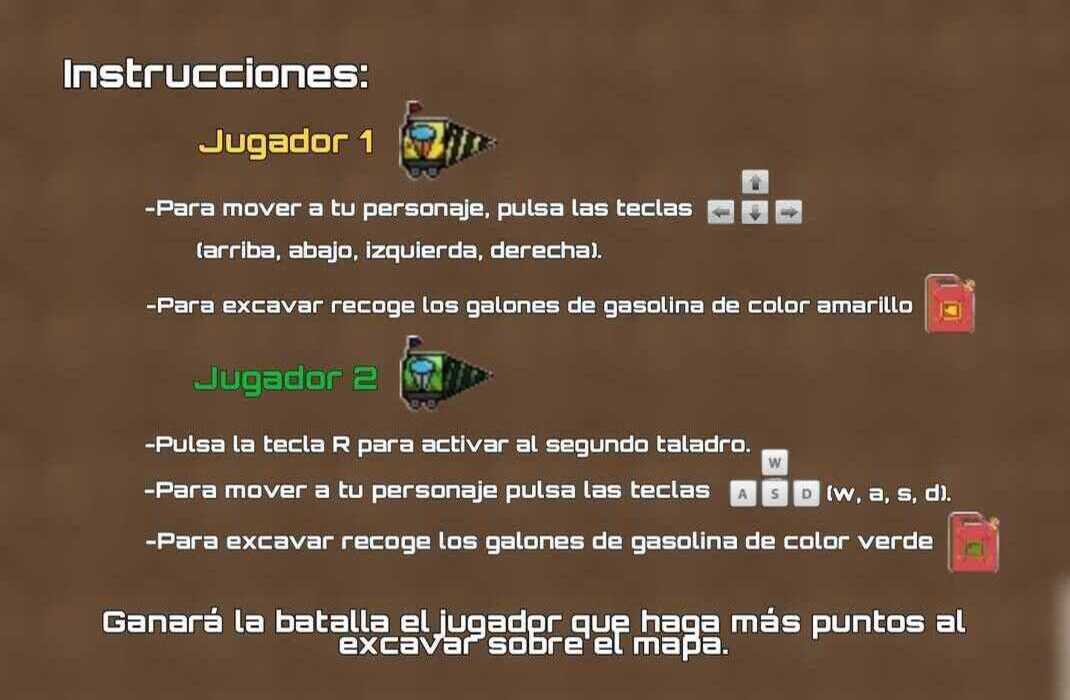 Instrucciones:
Jugador 1
-Para mover a tu personaje, pulsa las teclas
(arriba, abajo, izquierda, derecha).
-Para excavar recoge los galones de gasolina de color amarillo
Jugador 2
-Pulsa la tecla R para activar al segundo taladro.
W
-Para mover a tu personaje pulsa las teclas A S D (w, a, s, d).
-Para excavar recoge los galones de gasolina de color verde
Ganará la batalla el jugador que haga más puntos al
excavar sobre el mapa.